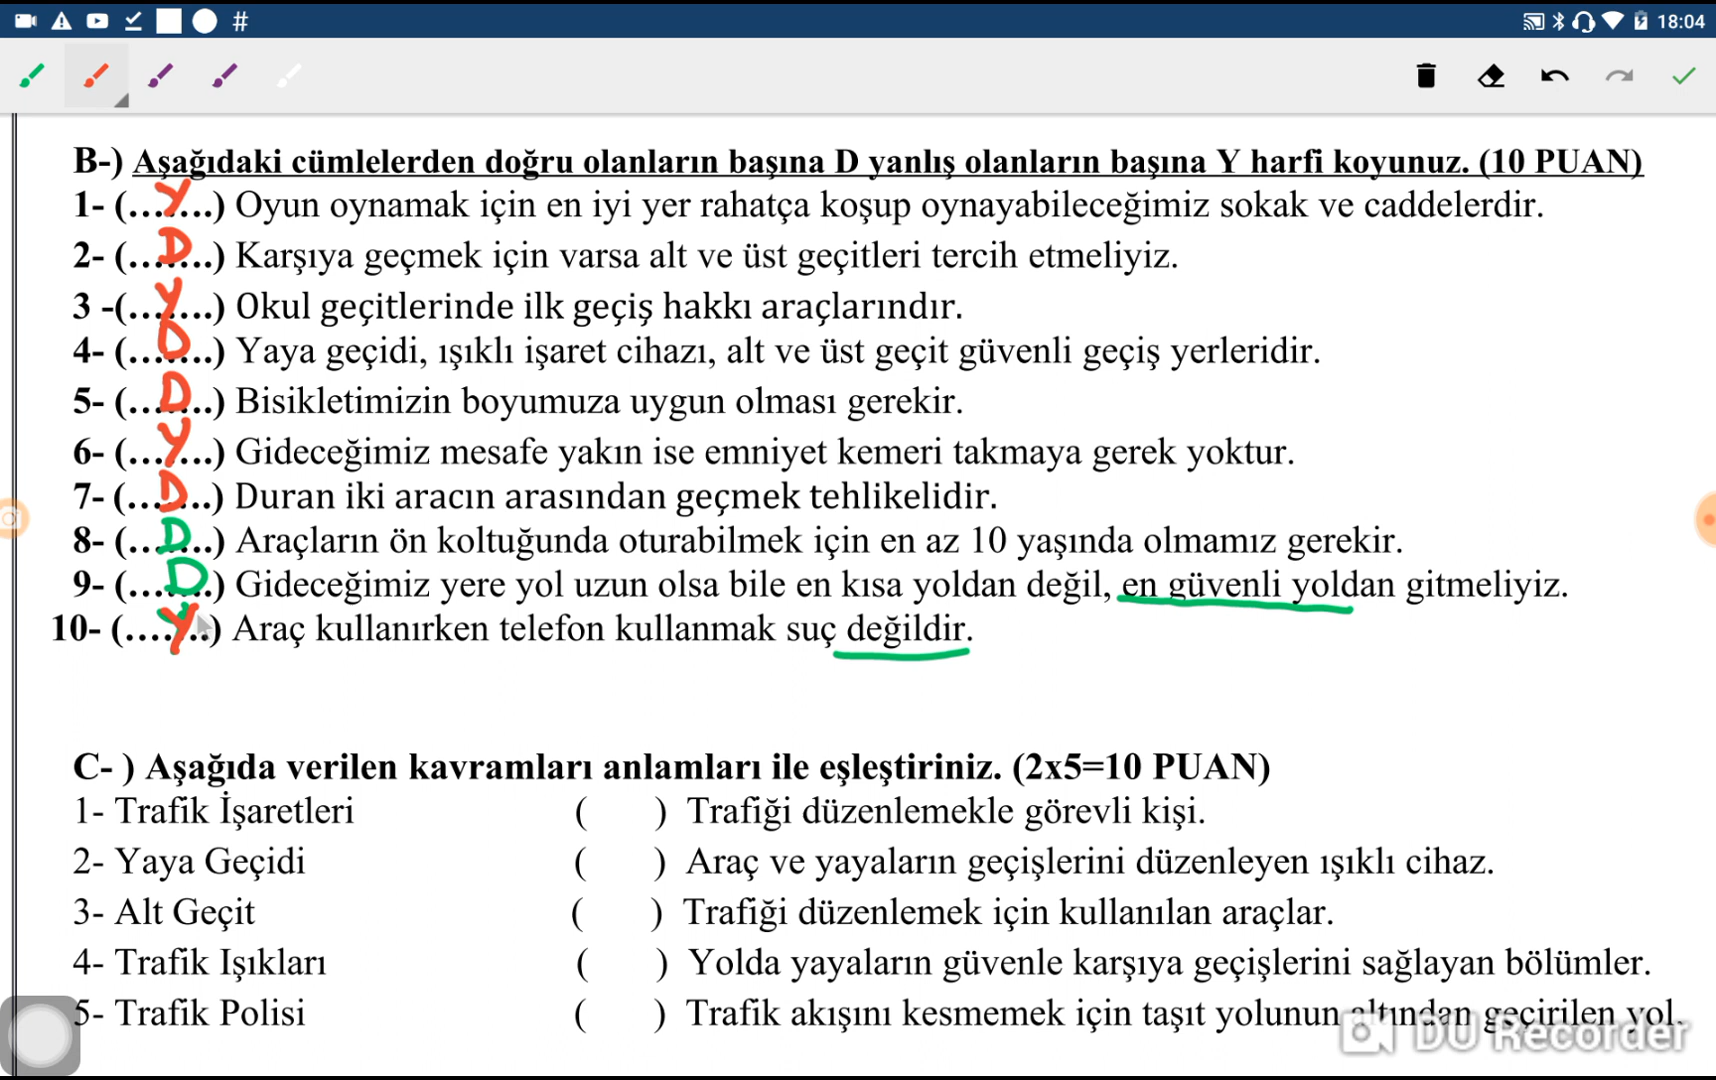 # 18:04
B-) Aşağıdaki cümlelerden doğru olanların başına D yanlış olanların başına Y harfi koyunuz. (10 PUAN)
1- (...Y...) Oyun oynamak için en iyi yer rahatça koşup oynayabileceğimiz sokak ve caddelerdir.
2- (...D...) Karşıya geçmek için varsa alt ve üst geçitleri tercih etmeliyiz.
3 -(...Y...) Okul geçitlerinde ilk geçiş hakkı araçlarındır.
4- (...D...) Yaya geçidi, ışıklı işaret cihazı, alt ve üst geçit güvenli geçiş yerleridir.
5- (...D...) Bisikletimizin boyumuza uygun olması gerekir.
6- (...Y...) Gideceğimiz mesafe yakın ise emniyet kemeri takmaya gerek yoktur.
7- (...D...) Duran iki aracın arasından geçmek tehlikelidir.
8- (...D...) Araçların ön koltuğunda oturabilmek için en az 10 yaşında olmamız gerekir.
9- (...D...) Gideceğimiz yere yol uzun olsa bile en kısa yoldan değil, en güvenli yoldan gitmeliyiz.
10- (....Y..) Araç kullanırken telefon kullanmak suç değildir.
C- ) Aşağıda verilen kavramları anlamları ile eşleştiriniz. (2x5=10 PUAN)
1- Trafik İşaretleri ( ) Trafiği düzenlemekle görevli kişi.
2- Yaya Geçidi ( ) Araç ve yayaların geçişlerini düzenleyen ışıklı cihaz.
3- Alt Geçit ( ) Trafiği düzenlemek için kullanılan araçlar.
4- Trafik Işıkları ( ) Yolda yayaların güvenle karşıya geçişlerini sağlayan bölümler.
5- Trafik Polisi ( ) Trafik akışını kesmemek için taşıt yolunun altından geçirilen yol.
DU Recorder